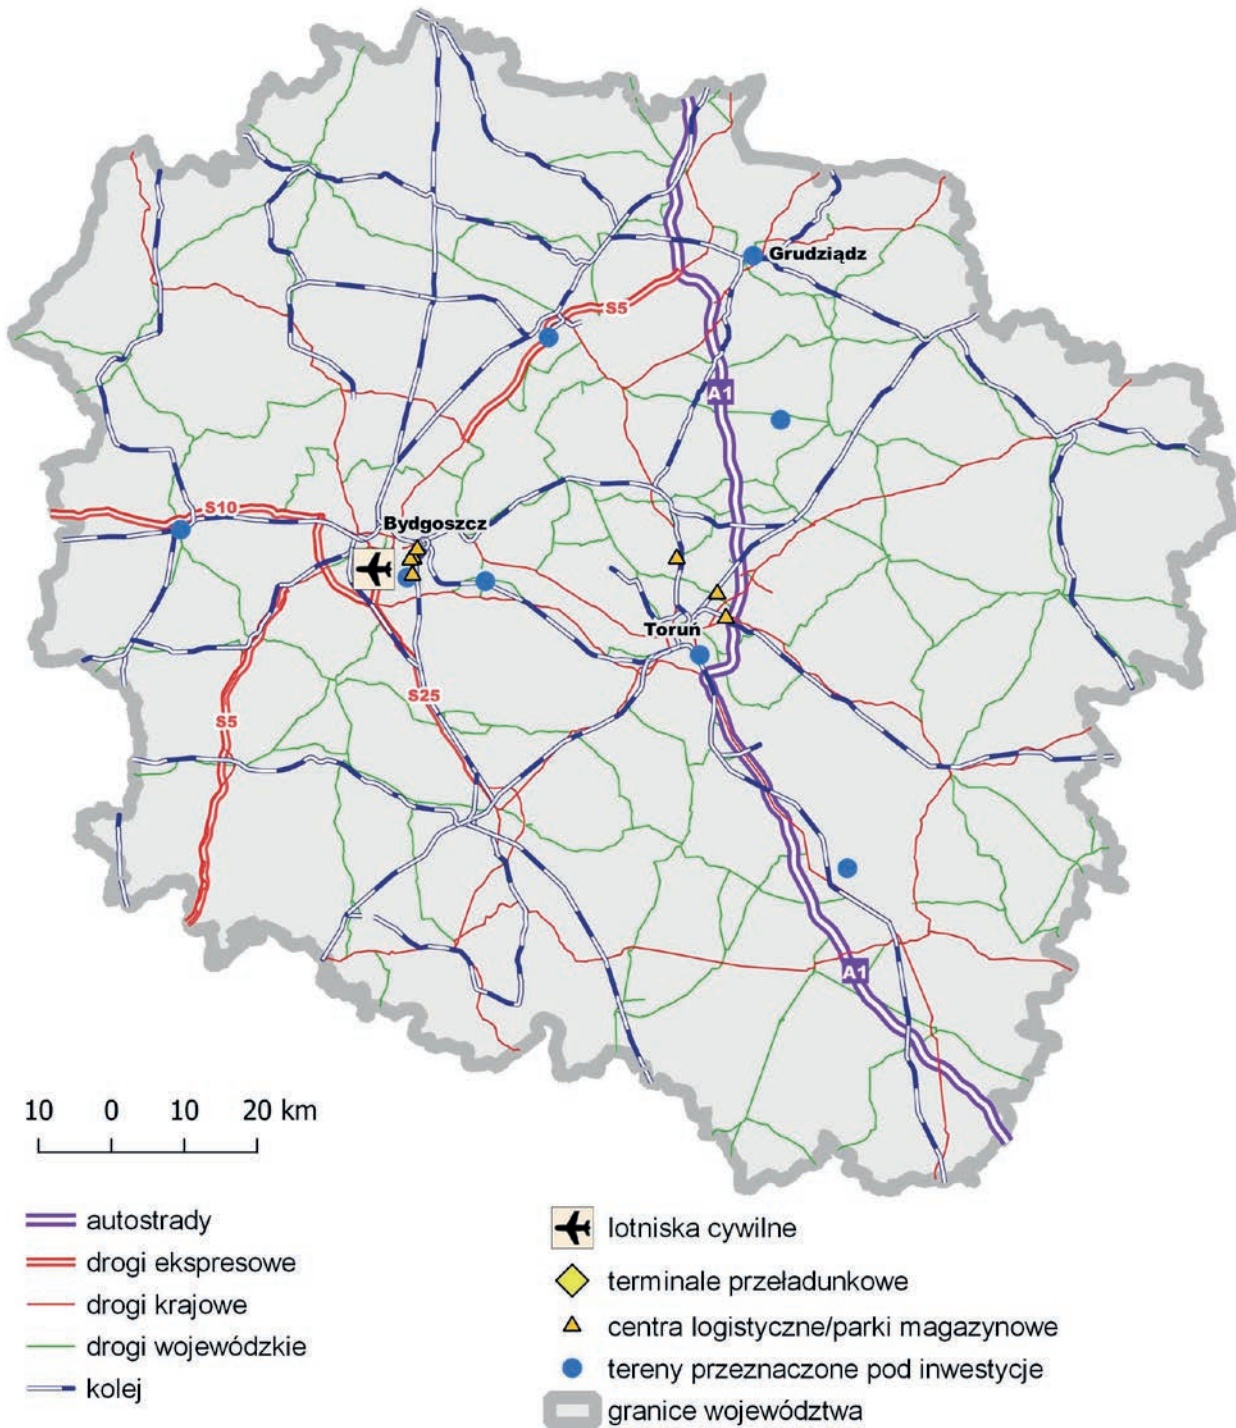 Grudziądz
S5
A1
S10
Bydgoszcz
Toruń
S25
S5
A1
10 0 10 20 km
autostrady
drogi ekspresowe
drogi krajowe
drogi wojewódzkie
kolej
lotniska cywilne
terminale przeładunkowe
centra logistyczne/parki magazynowe
tereny przeznaczone pod inwestycje
granice województwa